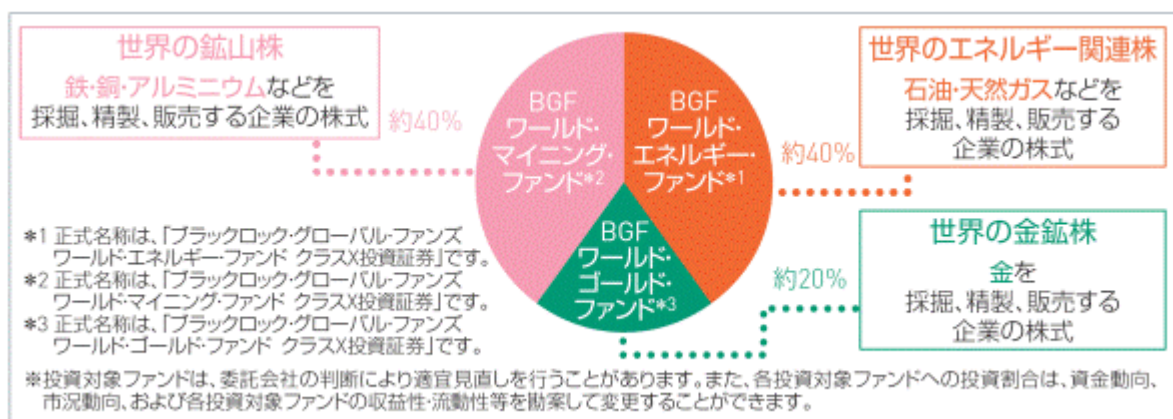 世界の鉱山株
鉄・銅・アルミニウムなどを
採掘、精製、販売する企業の株式
約40%
BGF
ワールド・
マイニング・
ファンド*2
BGF
ワールド・
エネルギー・
ファンド*1
世界のエネルギー関連株
石油・天然ガスなどを
採掘、精製、販売する
企業の株式
約40%
BGF
ワールド・
ゴールド・
ファンド*3
世界の金鉱株
金を
採掘、精製、販売する
企業の株式
約20%
*1 正式名称は、「ブラックロック・グローバル・ファンズ
ワールド・エネルギー・ファンド クラスX投資証券」です。
*2 正式名称は、「ブラックロック・グローバル・ファンズ
ワールド・マイニング・ファンド クラスX投資証券」です。
*3 正式名称は、「ブラックロック・グローバル・ファンズ
ワールド・ゴールド・ファンド クラスX投資証券」です。
※投資対象ファンドは、委託会社の判断により適宜見直しを行うことがあります。また、各投資対象ファンドへの投資割合は、資金動向、
市況動向、および各投資対象ファンドの収益性・流動性等を勘案して変更することができます。